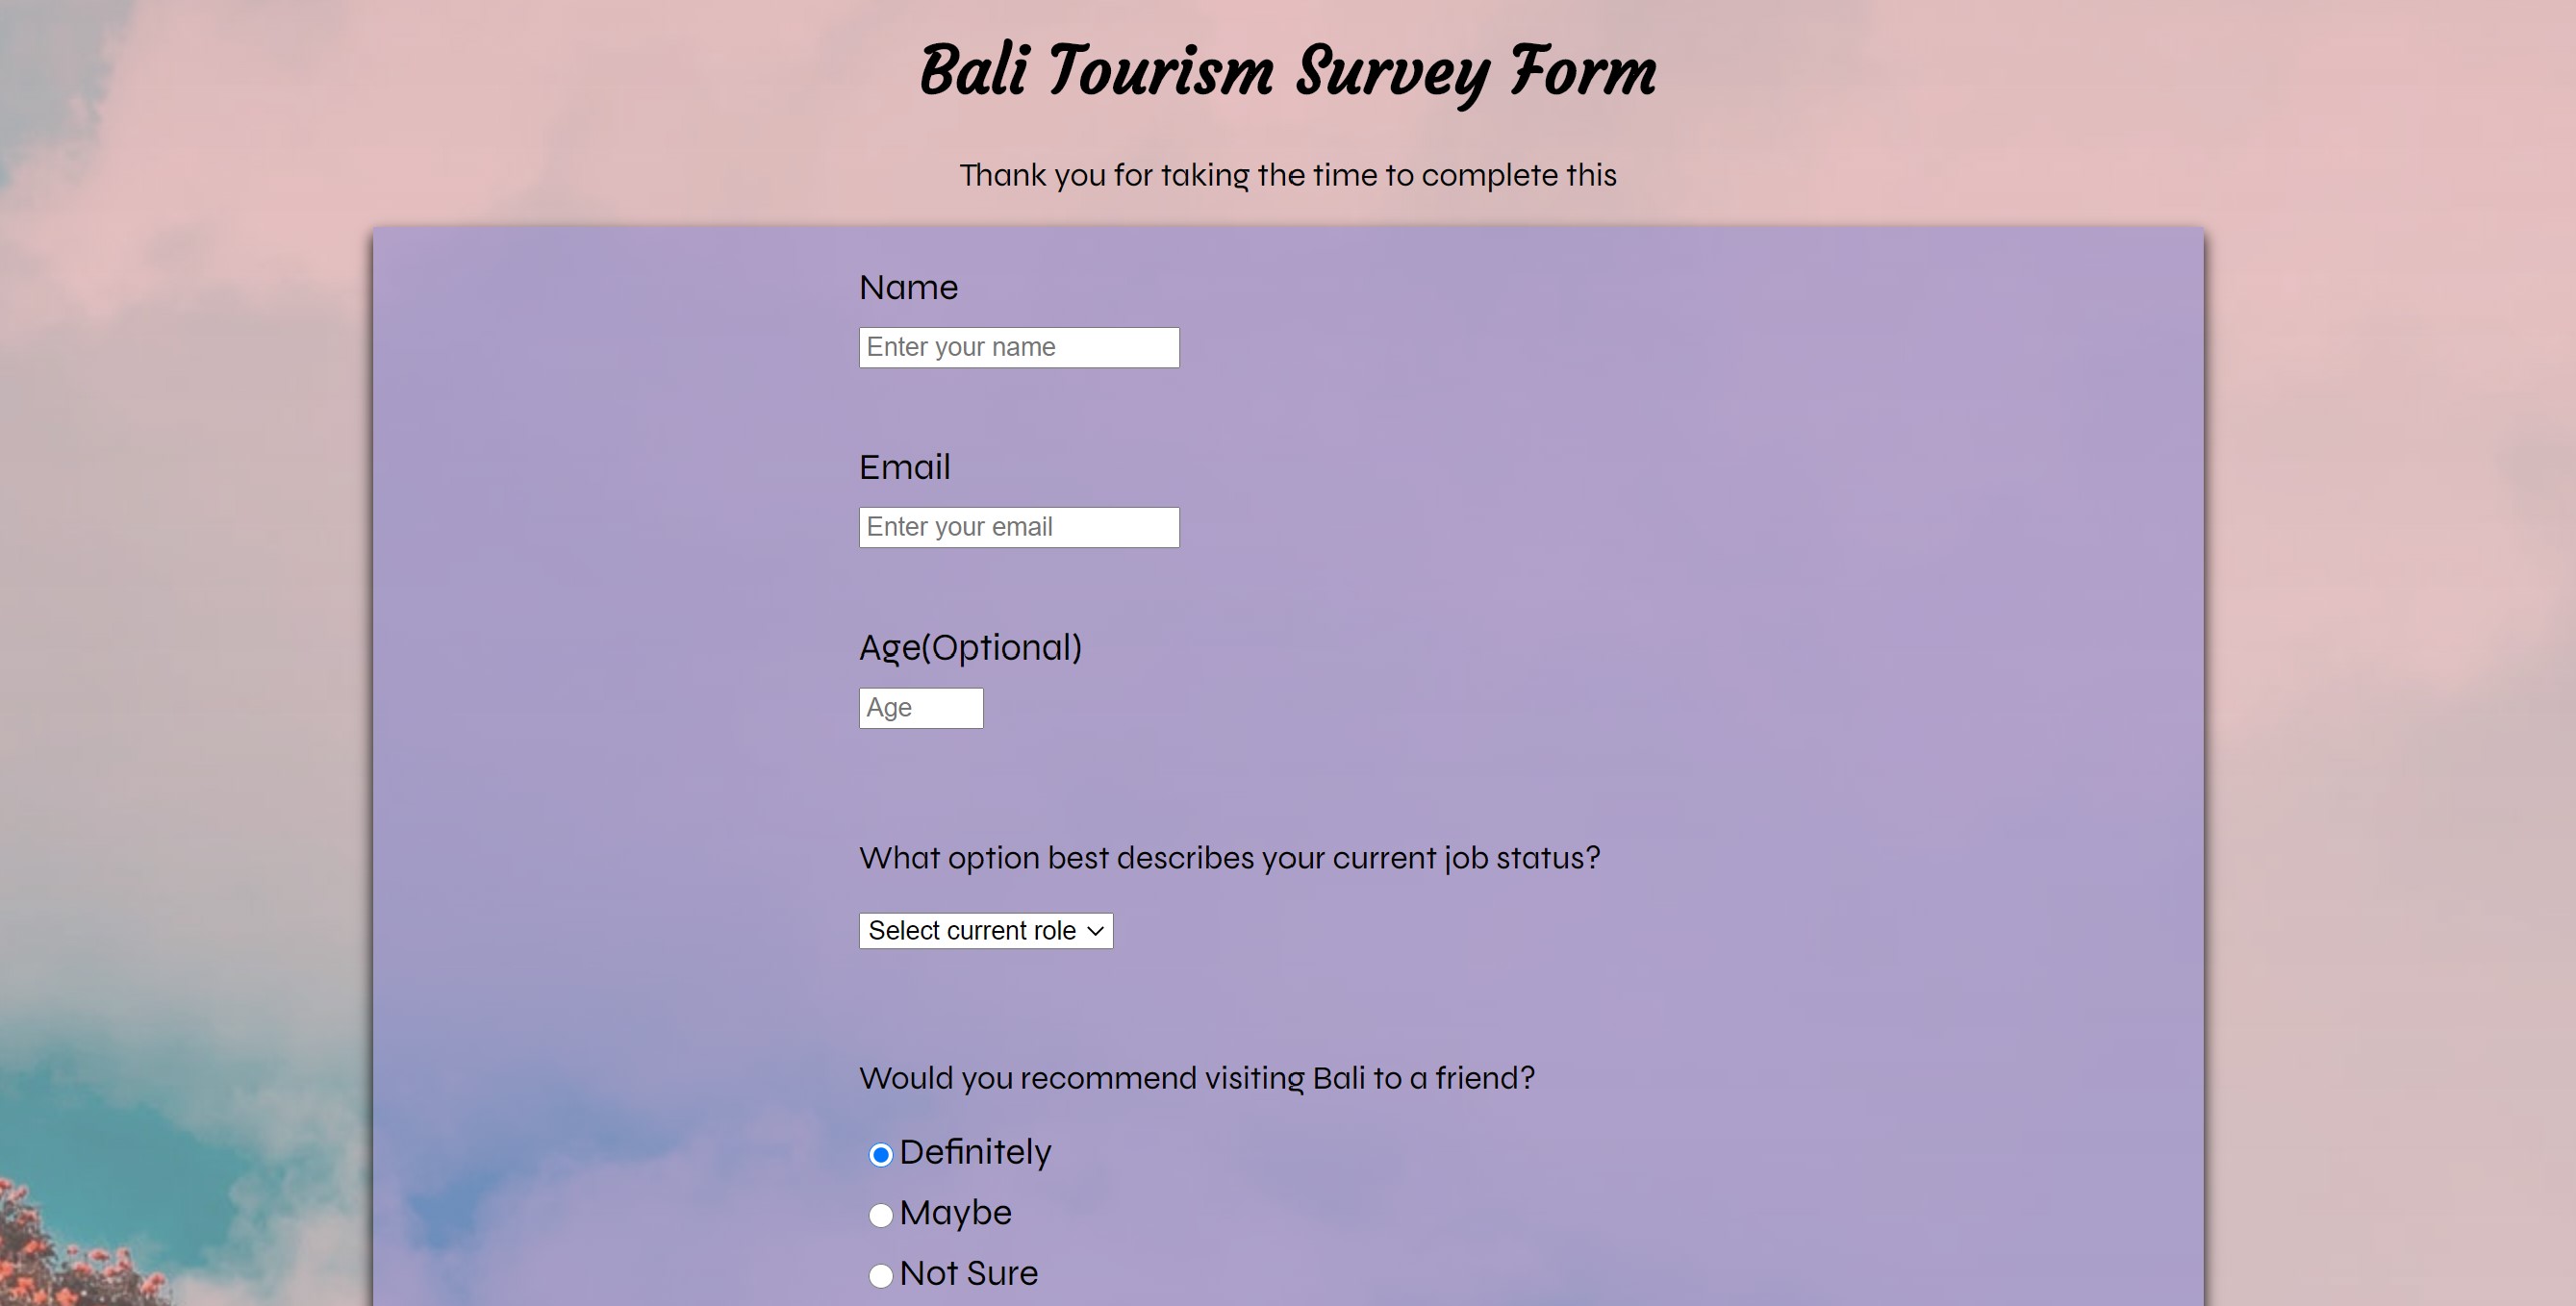 Bali Tourism Survey Form
Thank you for taking the time to complete this
Name
Enter your name
Email
Enter your email
Age(Optional)
Age
What option best describes your current job status?
Select current role
Would you recommend visiting Bali to a friend?
Definitely
Maybe
Not Sure